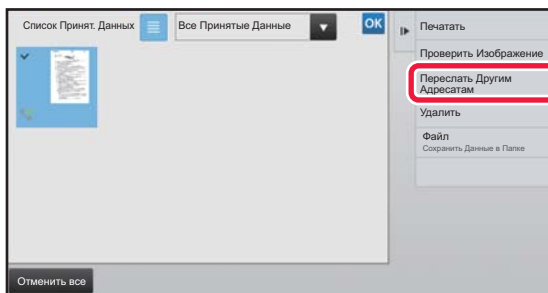 Список Принят. Данных
Все Принятые Данные
OK
Печатать
Проверить Изображение
Переслать Другим
Адресатам
Удалить
Файл
Сохранить Данные в Папке
Отменить все